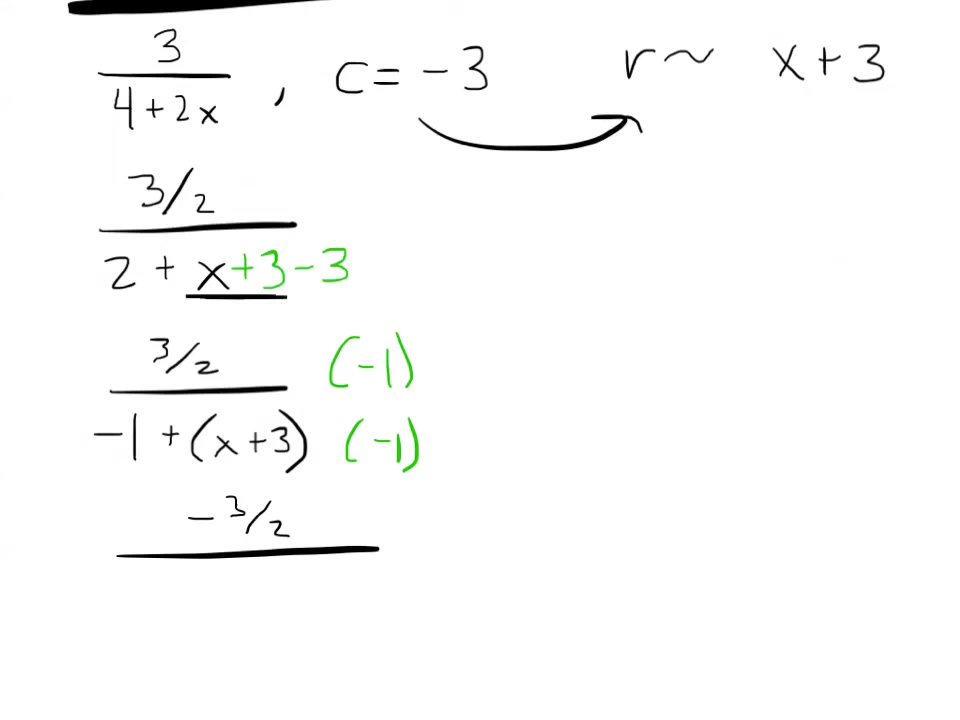 3/(4+2x), c=-3 r~ x+3
(3/2)/(2+x+3-3)
(3/2)/(-1+(x+3)) (-1)/(-1)
-3/2